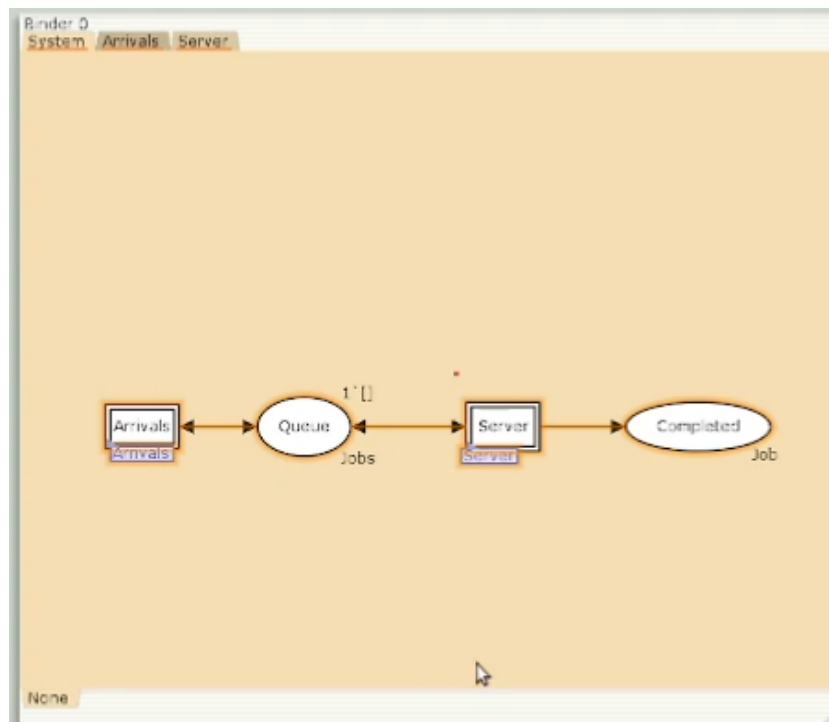 Binder 0
System Arrivals Server
1`[]
Arrivals Queue Server Completed
Arrivals Jobs Server Job
None